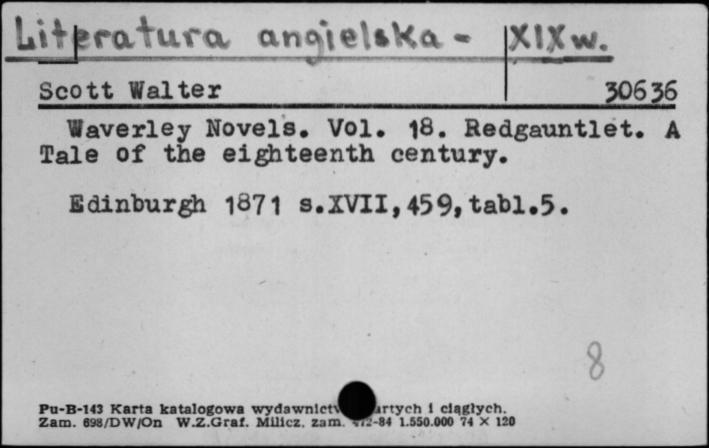 Literatura angielska - XIX w.
Scott Walter 30636
Waverley Novels. Vol. 18. Redgauntlet. A
Tale of the eighteenth century.
Edinburgh 1871 s.XVII,459,tabl.5.
8
Pu-B-143 Karta katalogowa i ciągłych.
Zam. 698/DW/On W.Z.Graf. Milicz, zam. 1.550.000 74 × 120